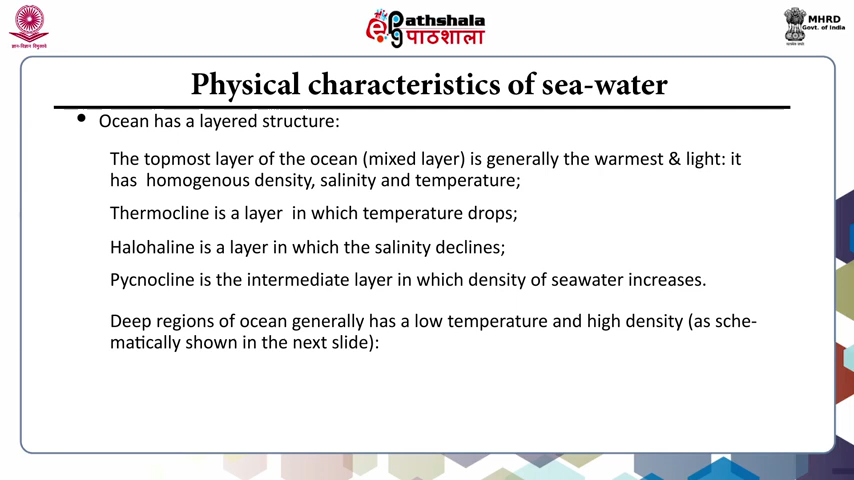 ज्ञान-विज्ञान विमुक्तये
Pathshala
पाठशाला
MHRD
Govt. of India
Physical characteristics of sea-water
• Ocean has a layered structure:
The topmost layer of the ocean (mixed layer) is generally the warmest & light: it
has homogenous density, salinity and temperature;
Thermocline is a layer in which temperature drops;
Halohaline is a layer in which the salinity declines;
Pycnocline is the intermediate layer in which density of seawater increases.
Deep regions of ocean generally has a low temperature and high density (as sche-
matically shown in the next slide):